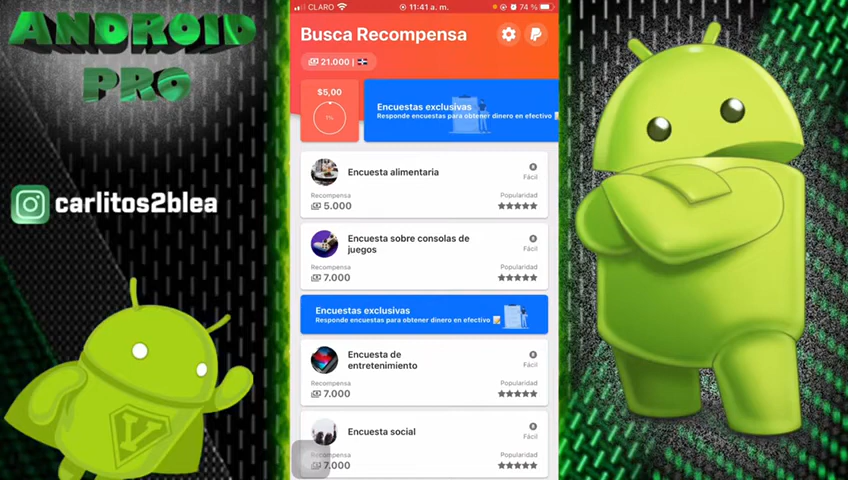 ANDROID
PRO
carlitos2blea
CLARO
11:41 a. m.
74 %
Busca Recompensa
21.000 |
$5,00
7%
Encuestas exclusivas
Responde encuestas para obtener dinero en efectivo
Encuesta alimentaria
Fácil
Recompensa
Popularidad
5.000
Encuesta sobre consolas de
juegos
Fácil
Recompensa
Popularidad
7.000
Encuestas exclusivas
Responde encuestas para obtener dinero en efectivo
Encuesta de
entretenimiento
Fácil
Recompensa
Popularidad
7.000
Encuesta social
Fácil
Recompensa
Popularidad
7.000